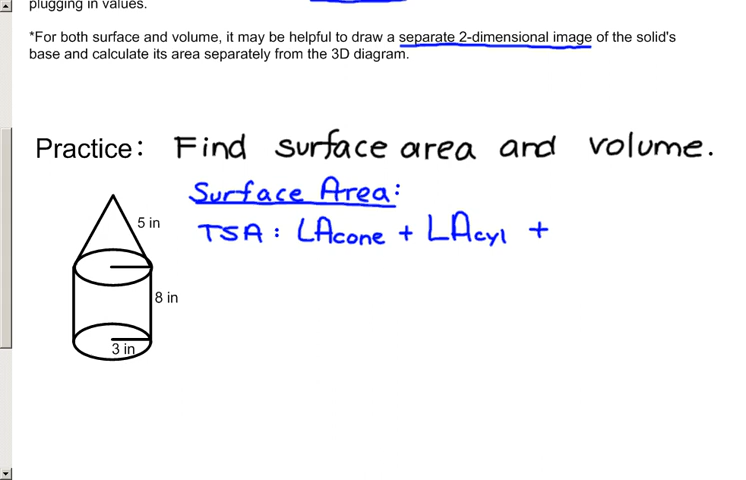 plugging in values.
*For both surface and volume, it may be helpful to draw a separate 2-dimensional image of the solid's
base and calculate its area separately from the 3D diagram.
Practice: Find surface area and volume.
Surface Area:
TSA: LAcone + LAcyl +
5 in
8 in
3 in